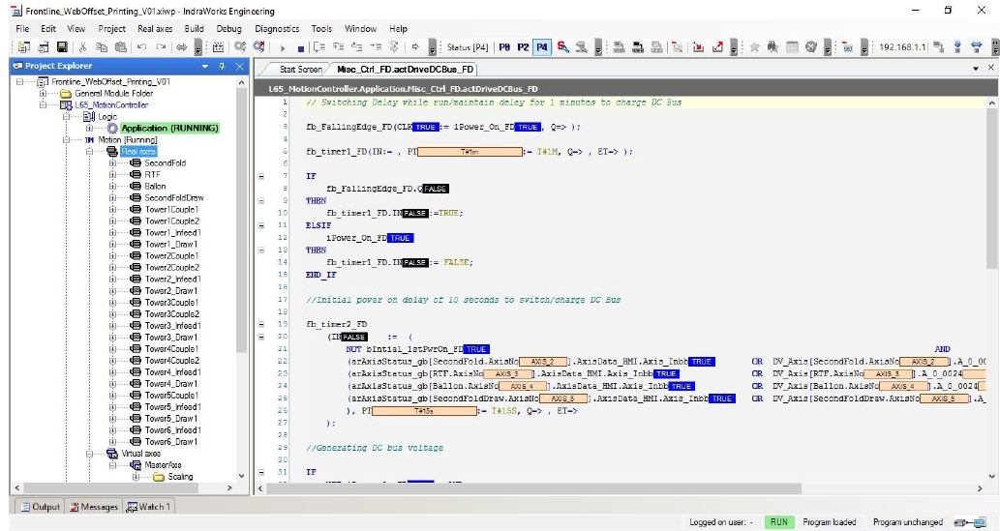 Frontline_WebOffset_Printing_V01.xiwp - IndraWorks Engineering
File Edit View Project Real axes Build Debug Diagnostics Tools Window Help
Status [P4] P0 P2 P4 192.168.1.1
Project Explorer
Frontline_WebOffset_Printing_V01
General Module Folder
L65_MotionController
Logic
Application (RUNNING)
Motion [Running]
Real axes
SecondFold
RTF
Ballon
SecondFoldDraw
Tower1Couple1
Tower1Couple2
Tower1_Infeed1
Tower1_Draw1
Tower2Couple1
Tower2Couple2
Tower2_Infeed1
Tower2_Draw1
Tower3Couple1
Tower3Couple2
Tower3_Infeed1
Tower3_Draw1
Tower4Couple1
Tower4Couple2
Tower4_Infeed1
Tower4_Draw1
Tower5Couple1
Tower5_Infeed1
Tower5_Draw1
Tower6_Infeed1
Tower6_Draw1
Virtual axes
MasterAxis
Scaling
Start Screen Misc_Ctrl_FD.actDriveDCBus_FD
L65_MotionController.Application.Misc_Ctrl_FD.actDriveDCBus_FD
1 // Switching Delay while run/maintain delay for 1 minutes to charge DC Bus
2
3 fb_FallingEdge_FD(CLK TRUE := iPower_On_FD TRUE , Q=> );
4
5 fb_timer1_FD(IN:= , PT T#1m := T#1M, Q=> , ET=> );
6
7 IF
8 fb_FallingEdge_FD.Q FALSE
9 THEN
10 fb_timer1_FD.IN FALSE :=TRUE;
11 ELSIF
12 iPower_On_FD TRUE
13 THEN
14 fb_timer1_FD.IN FALSE := FALSE;
15 END_IF
16
17 //Initial power on delay of 10 seconds to switch/charge DC Bus
18
19 fb_timer2_FD
20 (IN FALSE := (
21 NOT bIntial_1stPwrOn_FD TRUE AND
22 (arAxisStatus_gb[SecondFold.AxisNo AXIS_2 ].AxisData_HMI.Axis_Inbb TRUE OR DV_Axis[SecondFold.AxisNo AXIS_2 ].A_0_00
23 (arAxisStatus_gb[RTF.AxisNo AXIS_3 ].AxisData_HMI.Axis_Inbb TRUE OR DV_Axis[RTF.AxisNo AXIS_3 ].A_0_0024
24 (arAxisStatus_gb[Ballon.AxisNo AXIS_4 ].AxisData_HMI.Axis_Inbb TRUE OR DV_Axis[Ballon.AxisNo AXIS_4 ].A_0_0024
25 (arAxisStatus_gb[SecondFoldDraw.AxisNo AXIS_5 ].AxisData_HMI.Axis_Inbb TRUE OR DV_Axis[SecondFoldDraw.AxisNo AXIS_5 ].A_
26 ), PT T#15s := T#15S, Q=> , ET=>
27 );
28
29 //Generating DC bus voltage
30
31 IF
Output Messages Watch 1
Logged on user: - RUN Program loaded Program unchanged